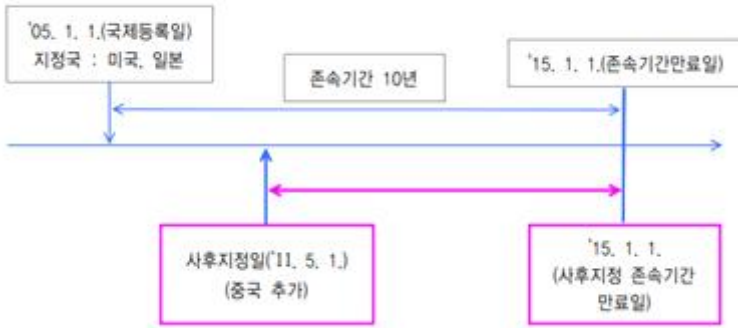 '05. 1. 1.(국제등록일)
지정국 : 미국, 일본
존속기간 10년
'15. 1. 1.(존속기간만료일)
사후지정일('11. 5. 1.)
(중국 추가)
'15. 1. 1.
(사후지정 존속기간
만료일)